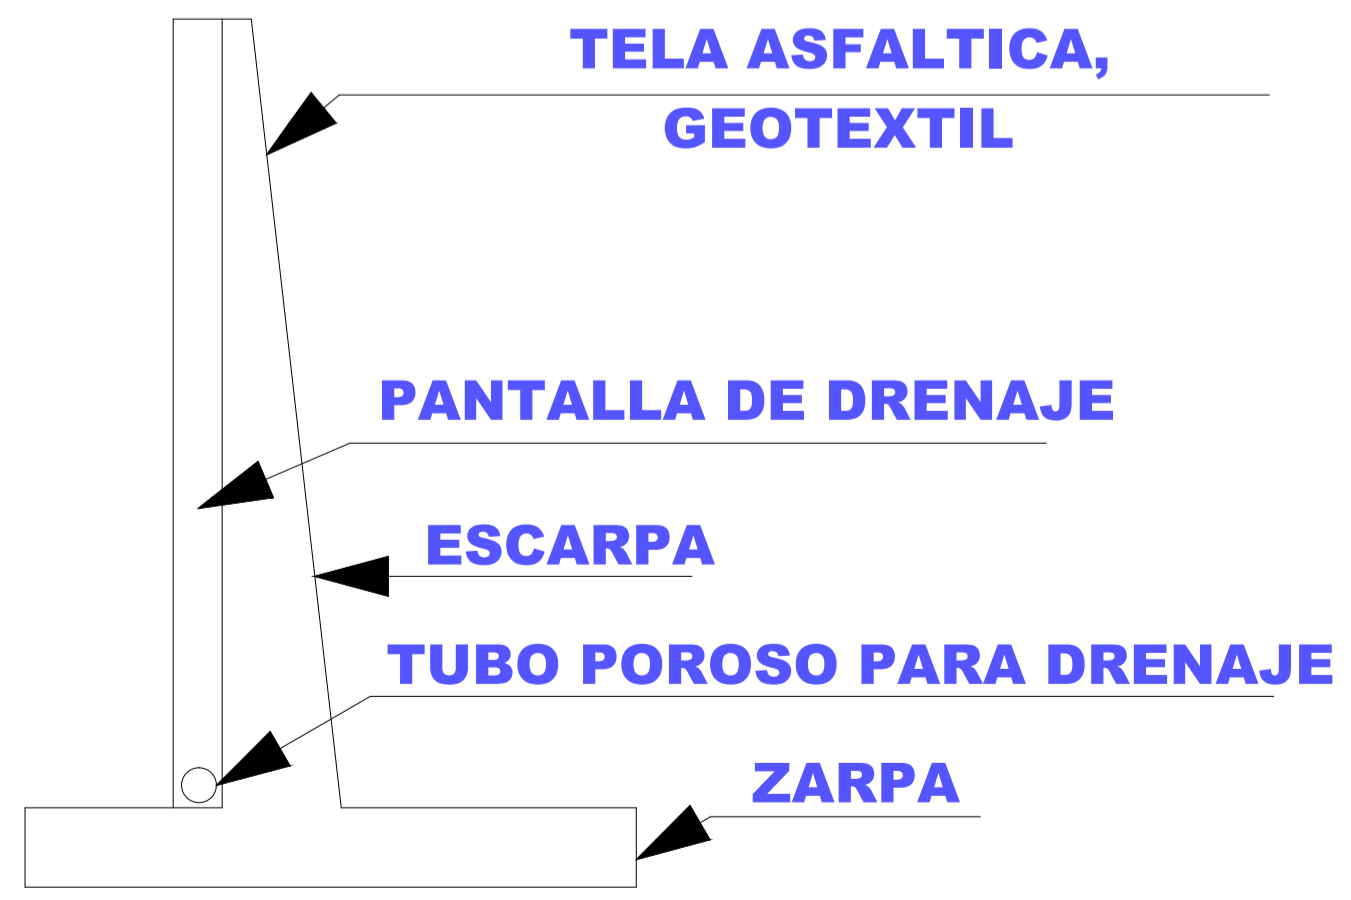 TELA ASFALTICA,
GEOTEXTIL
PANTALLA DE DRENAJE
ESCARPA
TUBO POROSO PARA DRENAJE
ZARPA